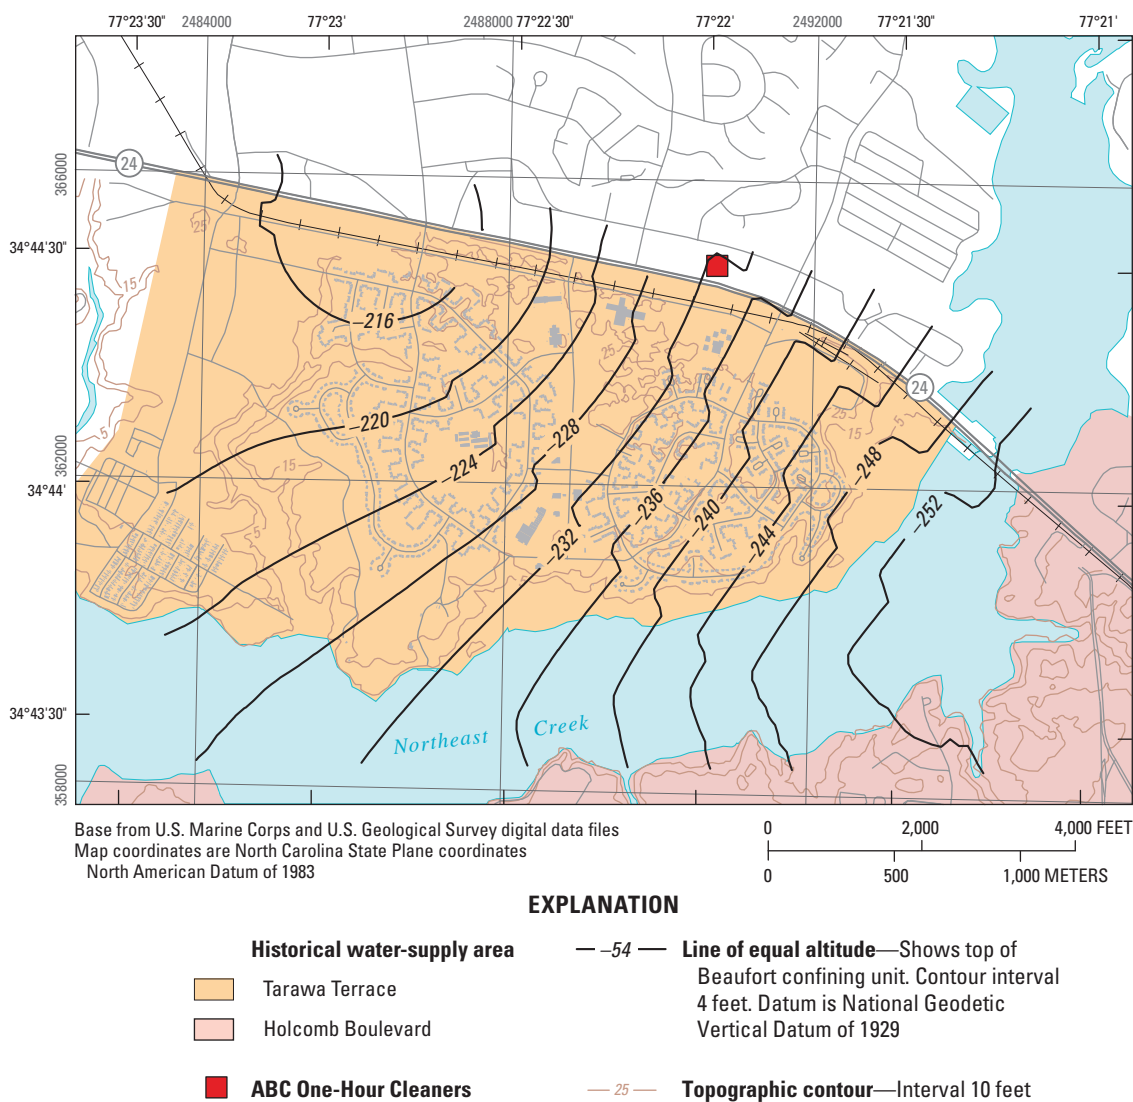 77°23'30" 2484000 77°23' 2488000 77°22'30" 77°22' 2492000 77°21'30" 77°21'
366000
24
34°44'30"
25
15
–216
25
24
–220
25
5
–228
–248
5
362000
15
–224
34°44'
–236
–240
–252
5
–232
–244
15
34°43'30"
Northeast Creek
358000
Base from U.S. Marine Corps and U.S. Geological Survey digital data files
Map coordinates are North Carolina State Plane coordinates
North American Datum of 1983
0 2,000 4,000 FEET
0 500 1,000 METERS
EXPLANATION
Historical water-supply area
Tarawa Terrace
Holcomb Boulevard
ABC One-Hour Cleaners
–54 Line of equal altitude—Shows top of
Beaufort confining unit. Contour interval
4 feet. Datum is National Geodetic
Vertical Datum of 1929
25 Topographic contour—Interval 10 feet